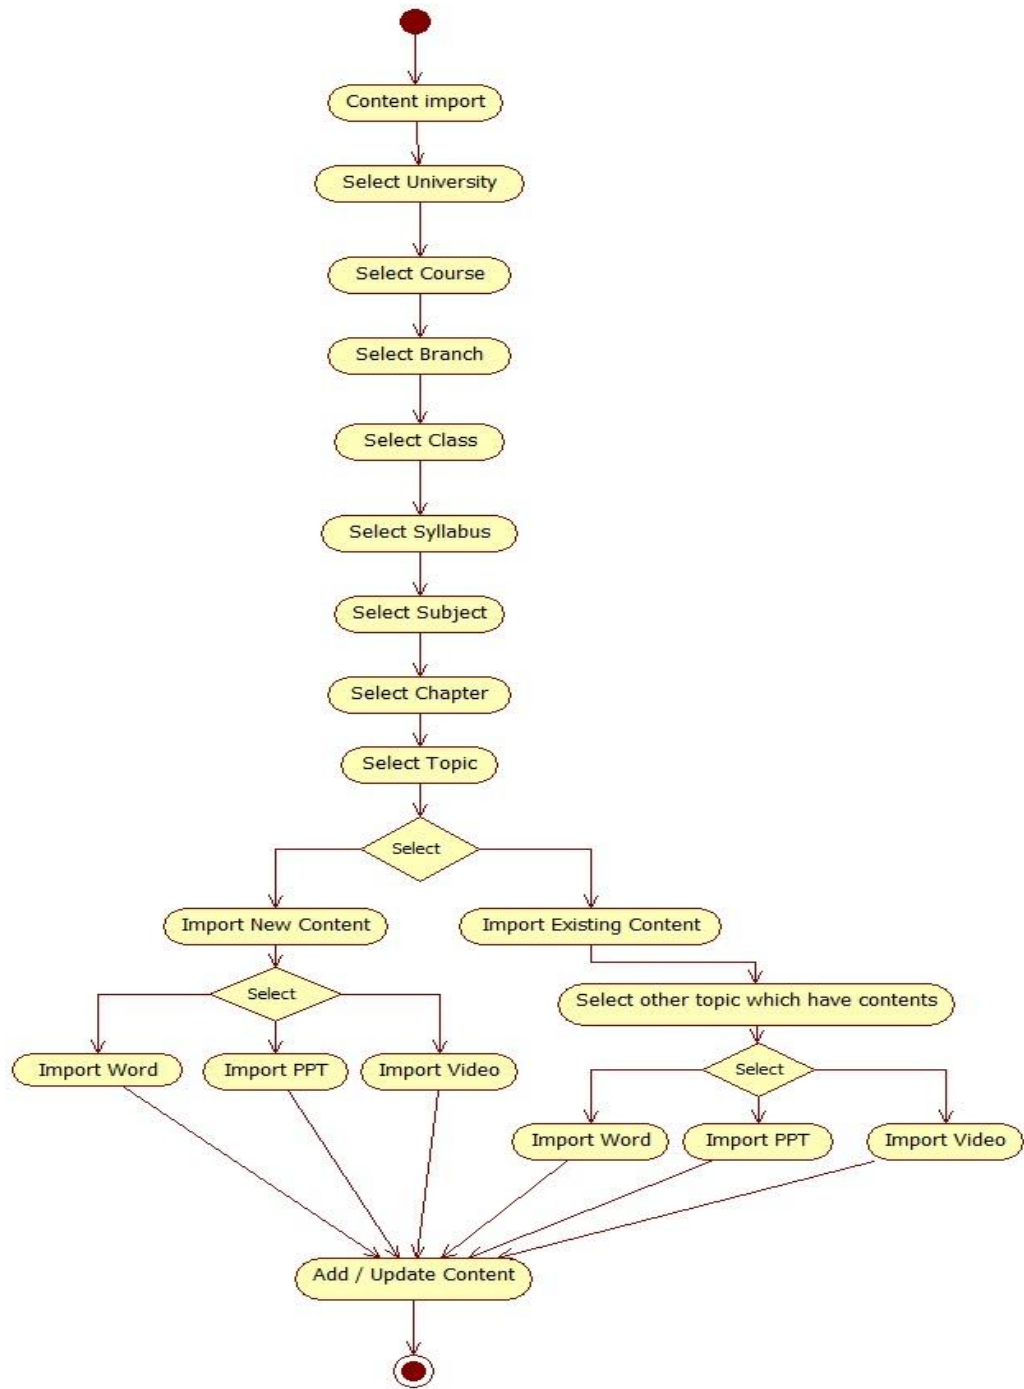 Content import
Select University
Select Course
Select Branch
Select Class
Select Syllabus
Select Subject
Select Chapter
Select Topic
Select
Import New Content
Import Existing Content
Select
Select other topic which have contents
Import Word
Import PPT
Import Video
Select
Import Word
Import PPT
Import Video
Add / Update Content